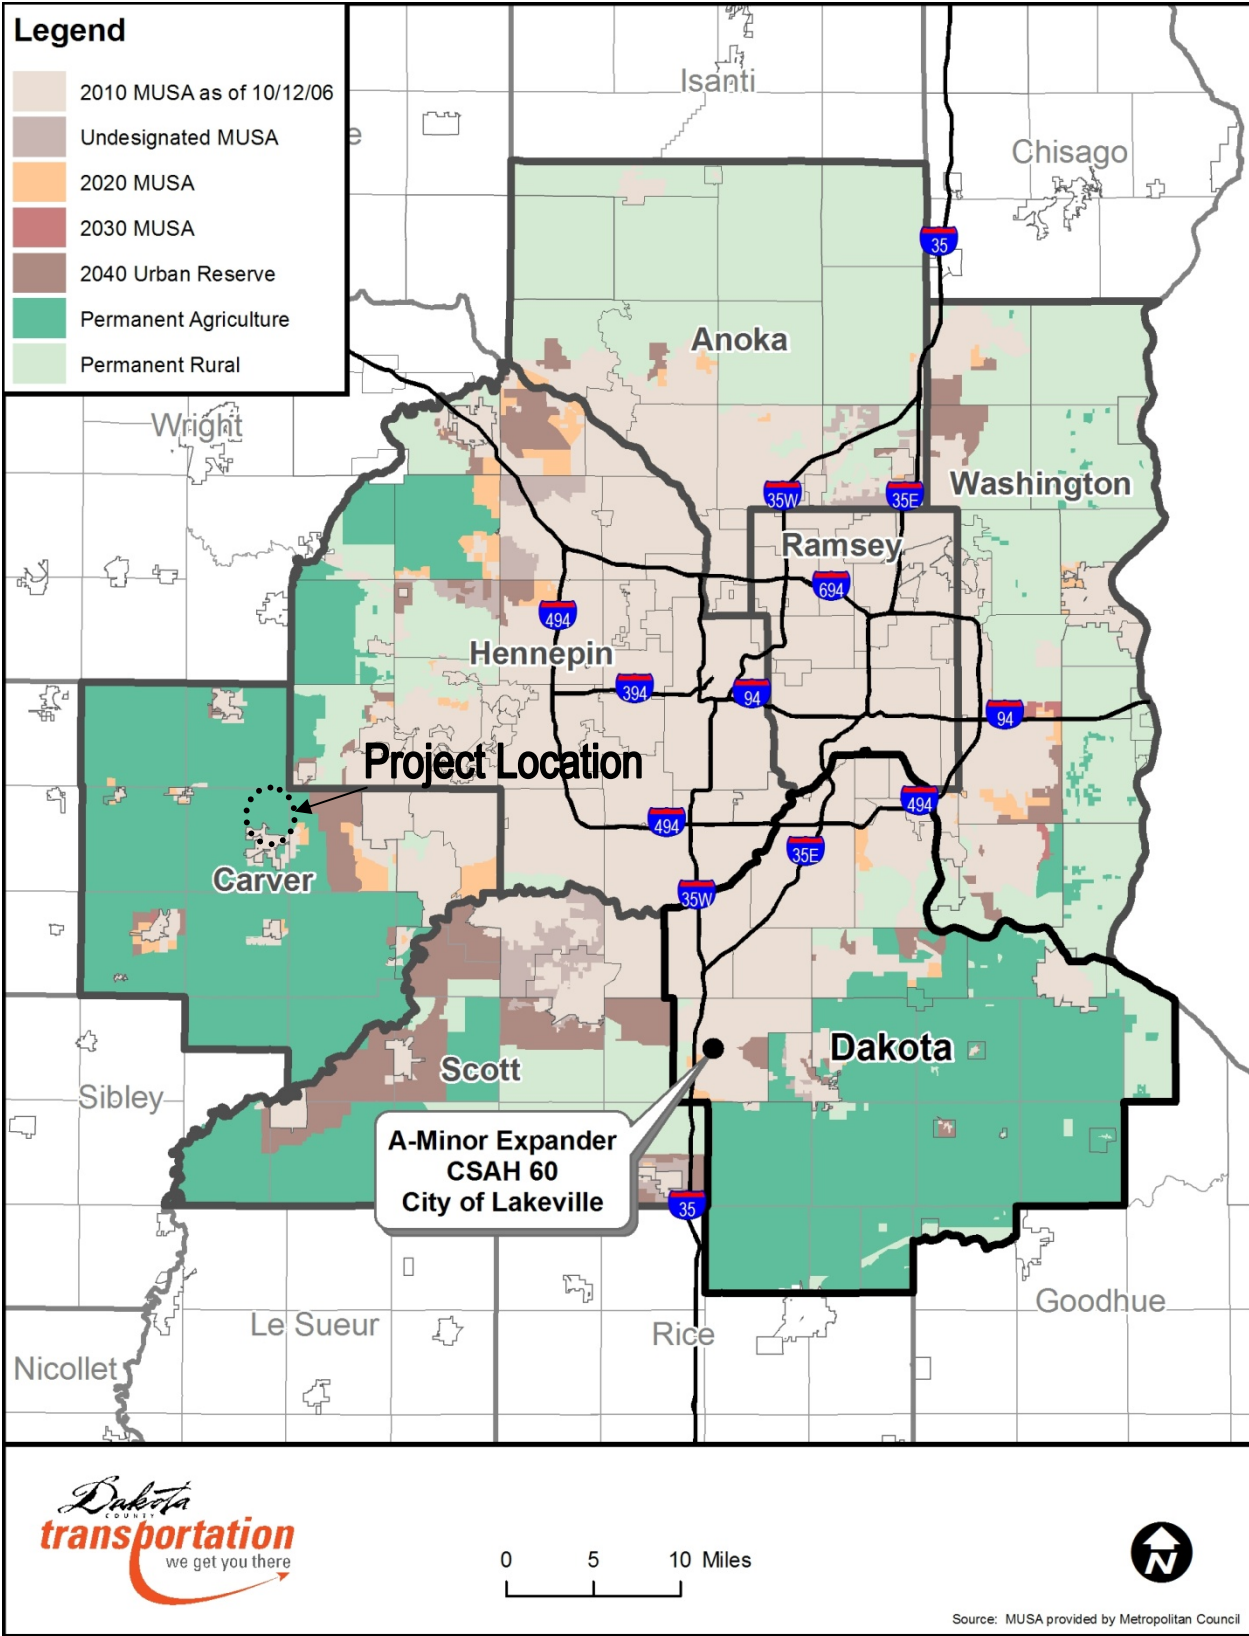 Legend
2010 MUSA as of 10/12/06
Undesignated MUSA
2020 MUSA
2030 MUSA
2040 Urban Reserve
Permanent Agriculture
Permanent Rural
Isanti
e
Chisago
35
Anoka
Wright
35W
35E
Washington
Ramsey
694
494
Hennepin
394
94
94
Project Location
494
494
35E
Carver
35W
Dakota
Scott
Sibley
A-Minor Expander
CSAH 60
City of Lakeville
35
Goodhue
Le Sueur
Rice
Nicollet
Dakota
COUNTY
transportation
we get you there
0 5 10 Miles
N
Source: MUSA provided by Metropolitan Council